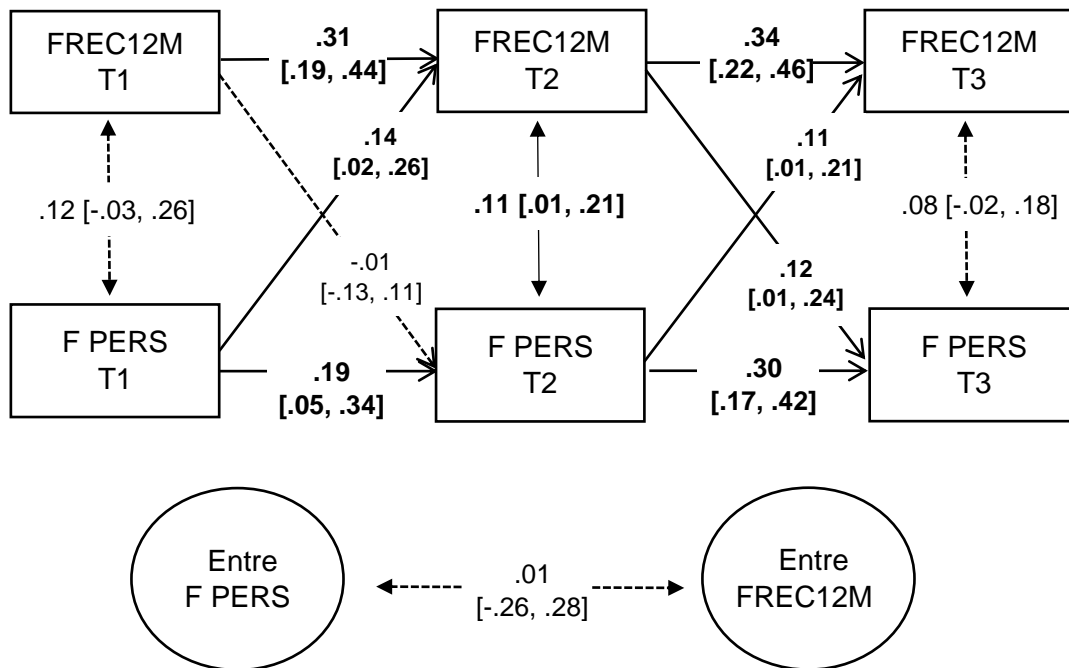 FREC12M
T1
.31
[.19, .44]
FREC12M
T2
.34
[.22, .46]
FREC12M
T3
.14
[.02, .26]
.11
[.01, .21]
.12 [-.03, .26]
.11 [.01, .21]
.08 [-.02, .18]
-.01
[-.13, .11]
.12
[.01, .24]
F PERS
T1
.19
[.05, .34]
F PERS
T2
.30
[.17, .42]
F PERS
T3
Entre
F PERS
.01
[-.26, .28]
Entre
FREC12M